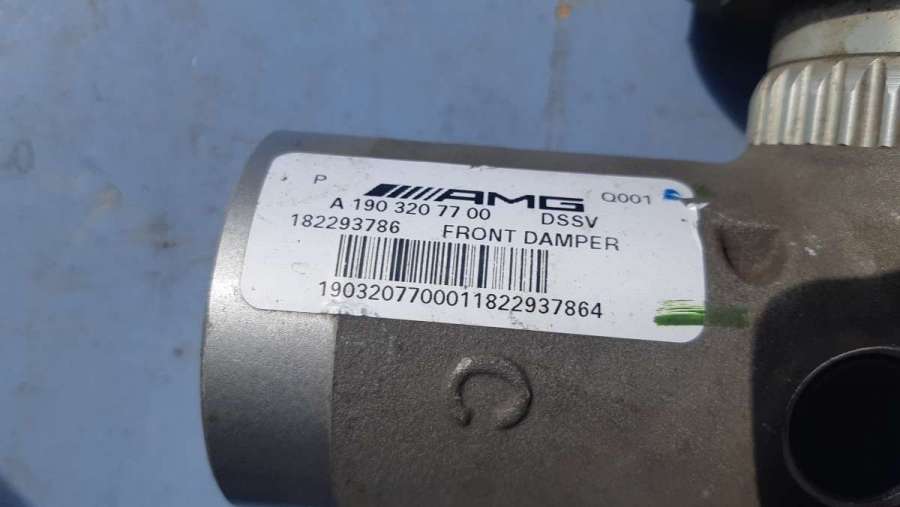 P AMG Q001
A 190 320 77 00 DSSV
182293786 FRONT DAMPER
1903207700011822937864
C